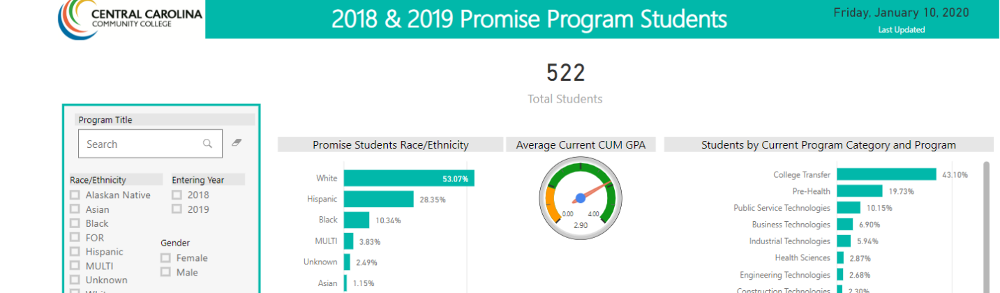 CENTRAL CAROLINA
COMMUNITY COLLEGE
2018 & 2019 Promise Program Students
Friday, January 10, 2020
Last Updated
522
Total Students
Program Title
Search
Race/Ethnicity
Alaskan Native
Asian
Black
FOR
Hispanic
MULTI
Unknown
White
Entering Year
2018
2019
Gender
Female
Male
Promise Students Race/Ethnicity
White 53.07%
Hispanic 28.35%
Black 10.34%
MULTI 3.83%
Unknown 2.49%
Asian 1.15%
Average Current CUM GPA
0.00 4.00
2.90
Students by Current Program Category and Program
College Transfer 43.10%
Pre-Health 19.73%
Public Service Technologies 10.15%
Business Technologies 6.90%
Industrial Technologies 5.94%
Health Sciences 2.87%
Engineering Technologies 2.68%
Construction Technologies 2.30%